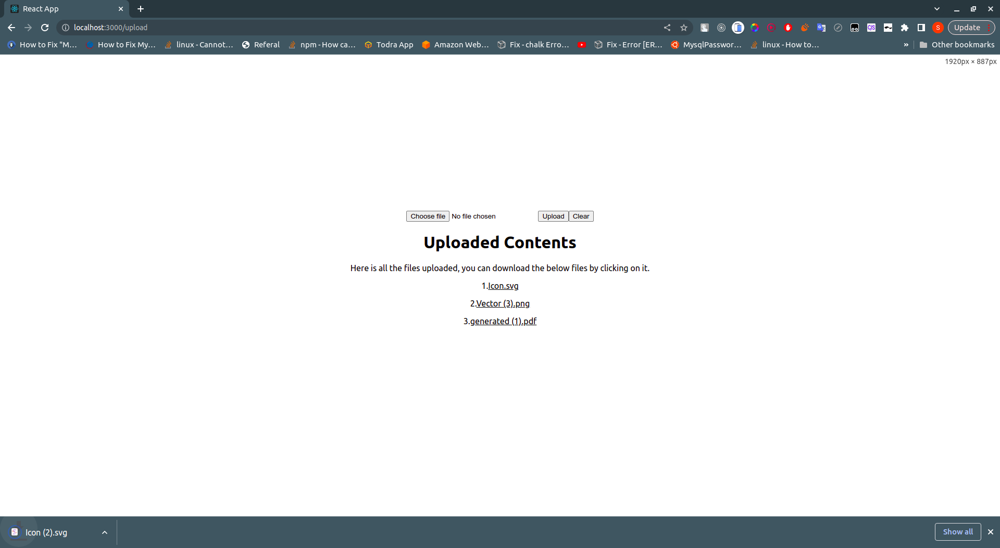 React App
localhost:3000/upload
S
Update
How to Fix "M...
How to Fix My...
linux - Cannot...
Referal
npm - How ca...
Todra App
Amazon Web...
Fix - chalk Erro...
Fix - Error [ER...
MysqlPasswor...
linux - How to...
»
Other bookmarks
1920px × 887px
Choose file No file chosen Upload Clear
Uploaded Contents
Here is all the files uploaded, you can download the below files by clicking on it.
1.Icon.svg
2.Vector (3).png
3.generated (1).pdf
Icon (2).svg
Show all